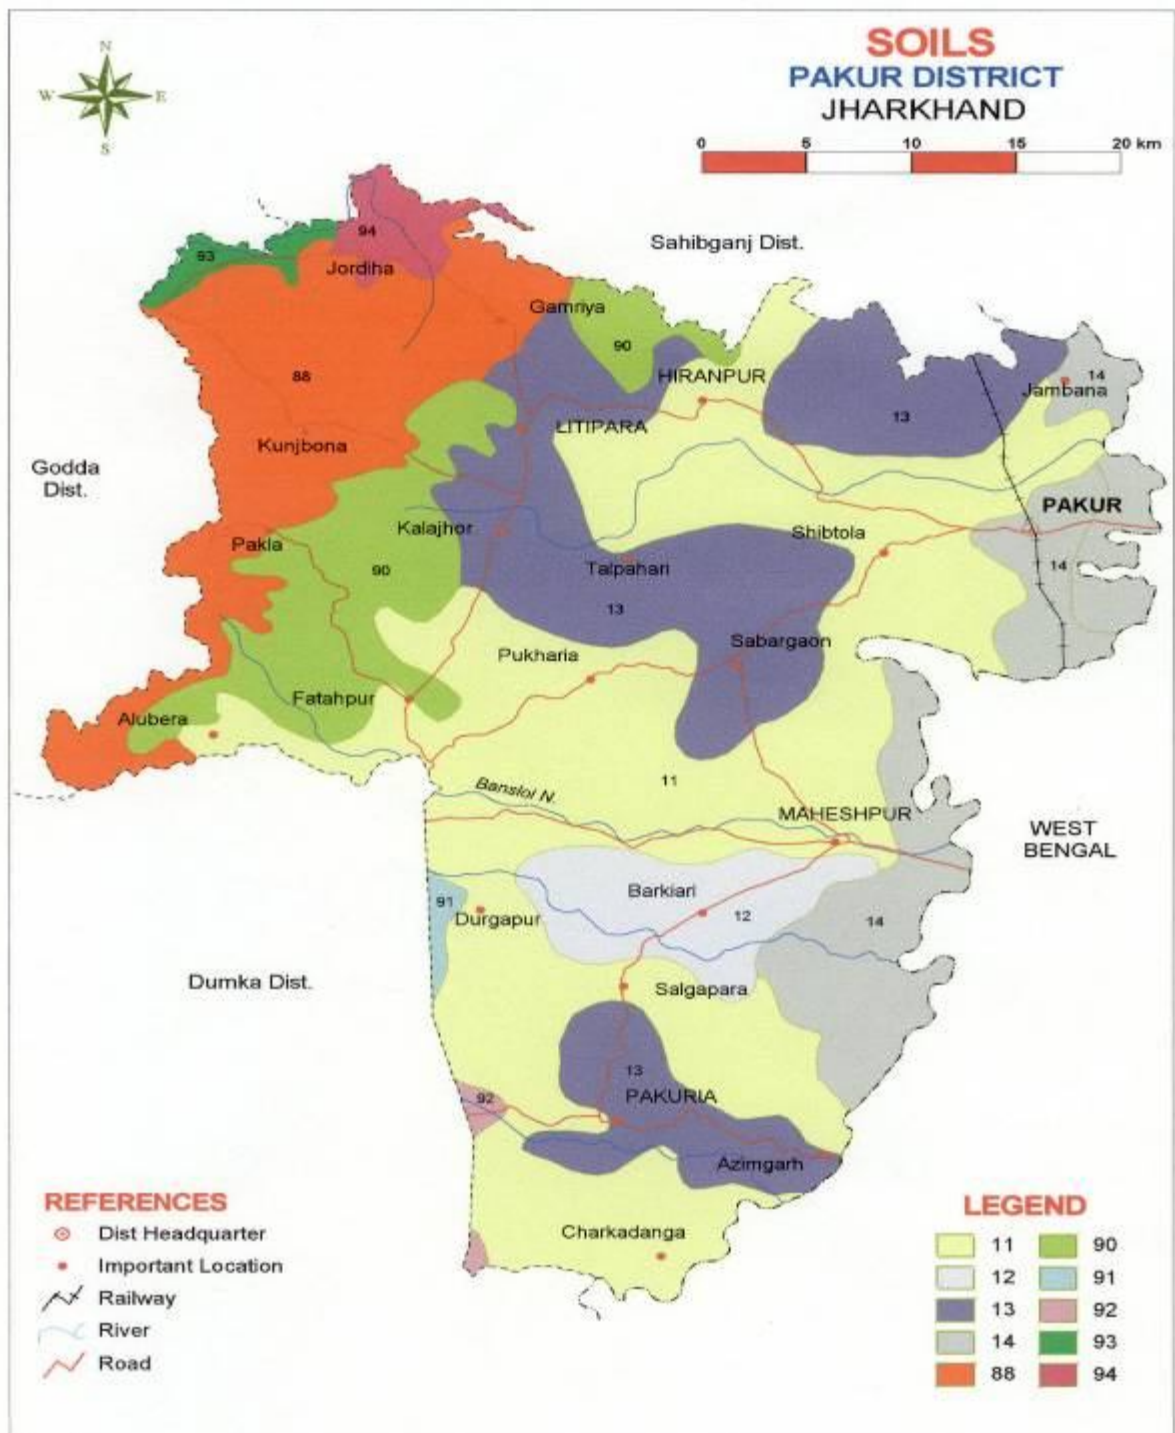 SOILS
PAKUR DISTRICT
JHARKHAND
0 5 10 15 20 km
N
W E
S
94
93
Jordiha
Sahibganj Dist.
Gamriya
90
88
HIRANPUR
14
Jambana
13
LITIPARA
Kunjbona
Godda
Dist.
PAKUR
Kalajhor
Shibtola
Pakla
90
Talpahari
14
13
Sabargaon
Pukharia
Fatahpur
Alubera
11
Bansloi N.
MAHESHPUR
WEST
BENGAL
Barkiari
91
Durgapur
12
14
Dumka Dist.
Salgapara
13
92
PAKURIA
Azimgarh
Charkadanga
REFERENCES
Dist Headquarter
Important Location
Railway
River
Road
LEGEND
11 90
12 91
13 92
14 93
88 94